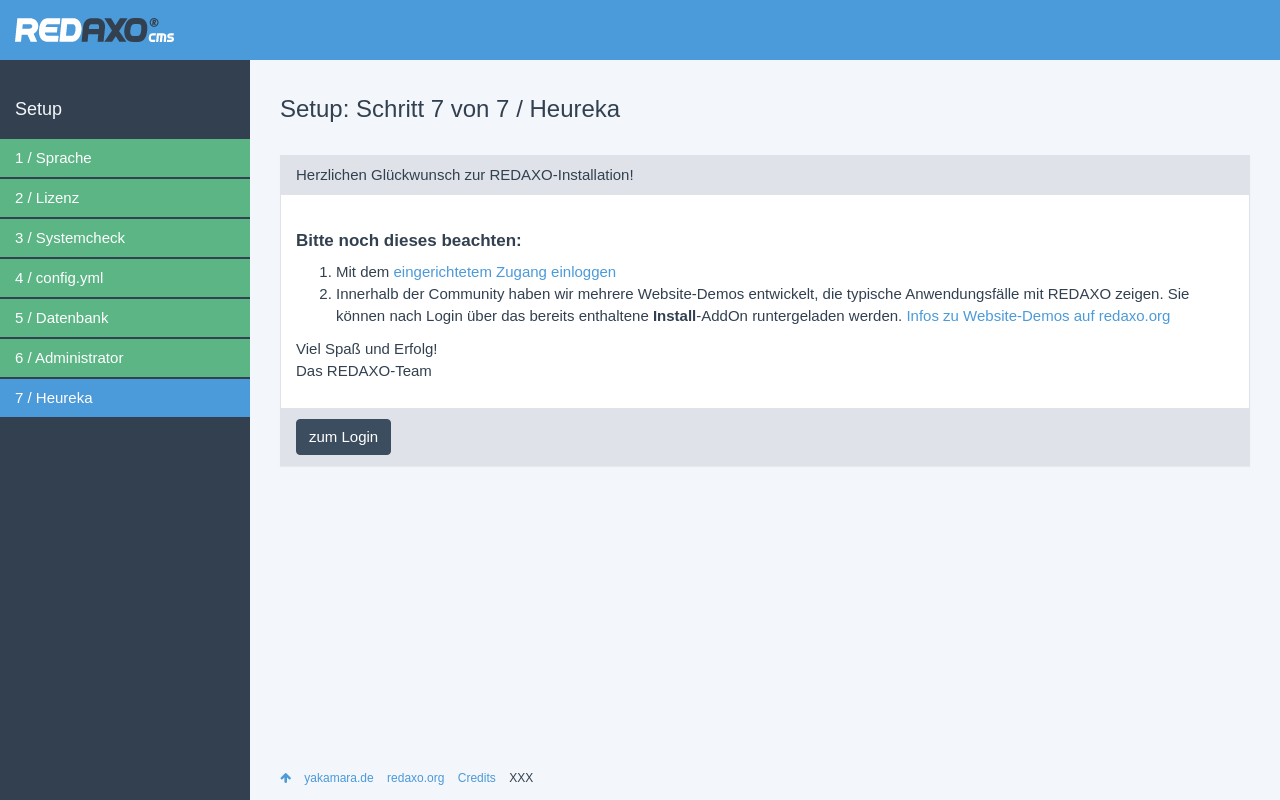 REDAXO® cms
Setup
1 / Sprache
2 / Lizenz
3 / Systemcheck
4 / config.yml
5 / Datenbank
6 / Administrator
7 / Heureka
Setup: Schritt 7 von 7 / Heureka
Herzlichen Glückwunsch zur REDAXO-Installation!
Bitte noch dieses beachten:
1. Mit dem eingerichtetem Zugang einloggen
2. Innerhalb der Community haben wir mehrere Website-Demos entwickelt, die typische Anwendungsfälle mit REDAXO zeigen. Sie
können nach Login über das bereits enthaltene Install-AddOn runtergeladen werden. Infos zu Website-Demos auf redaxo.org
Viel Spaß und Erfolg!
Das REDAXO-Team
zum Login
yakamara.de redaxo.org Credits XXX